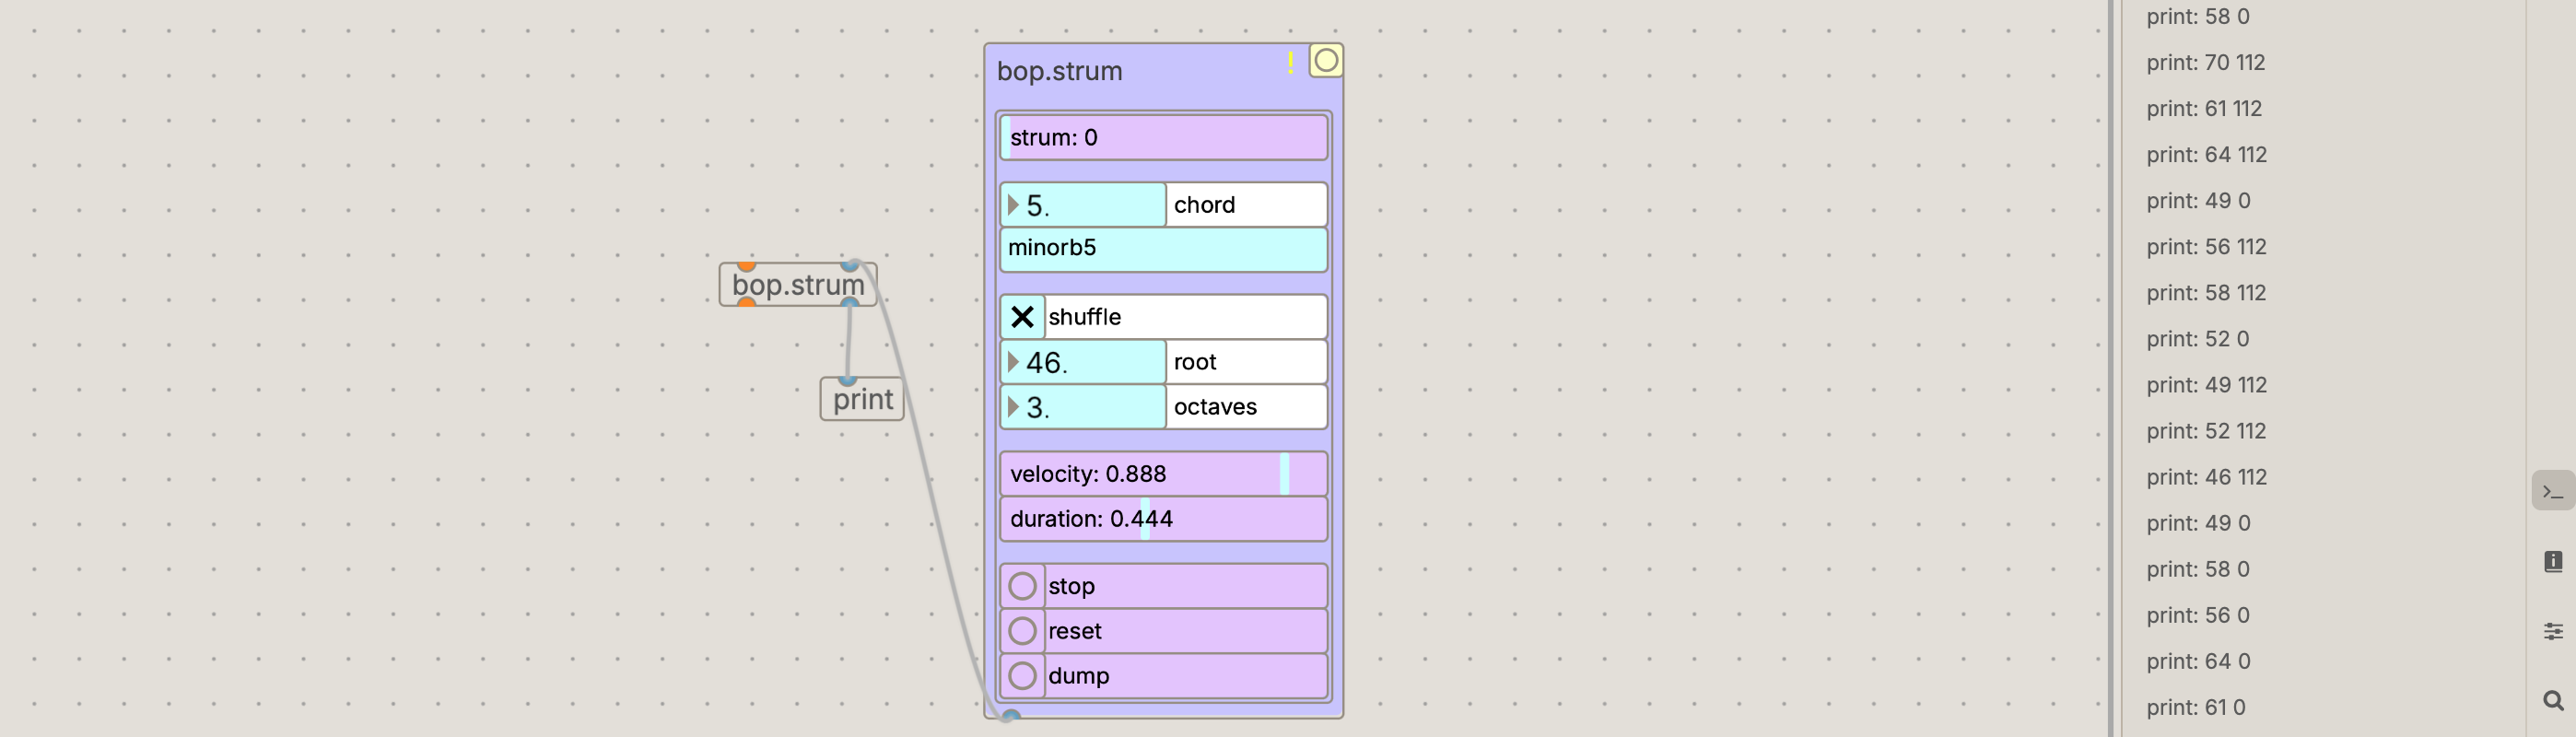 bop.strum
print
bop.strum
!
strum: 0
5. chord
minorb5
shuffle
46. root
3. octaves
velocity: 0.888
duration: 0.444
stop
reset
dump
print: 58 0
print: 70 112
print: 61 112
print: 64 112
print: 49 0
print: 56 112
print: 58 112
print: 52 0
print: 49 112
print: 52 112
print: 46 112
print: 49 0
print: 58 0
print: 56 0
print: 64 0
print: 61 0